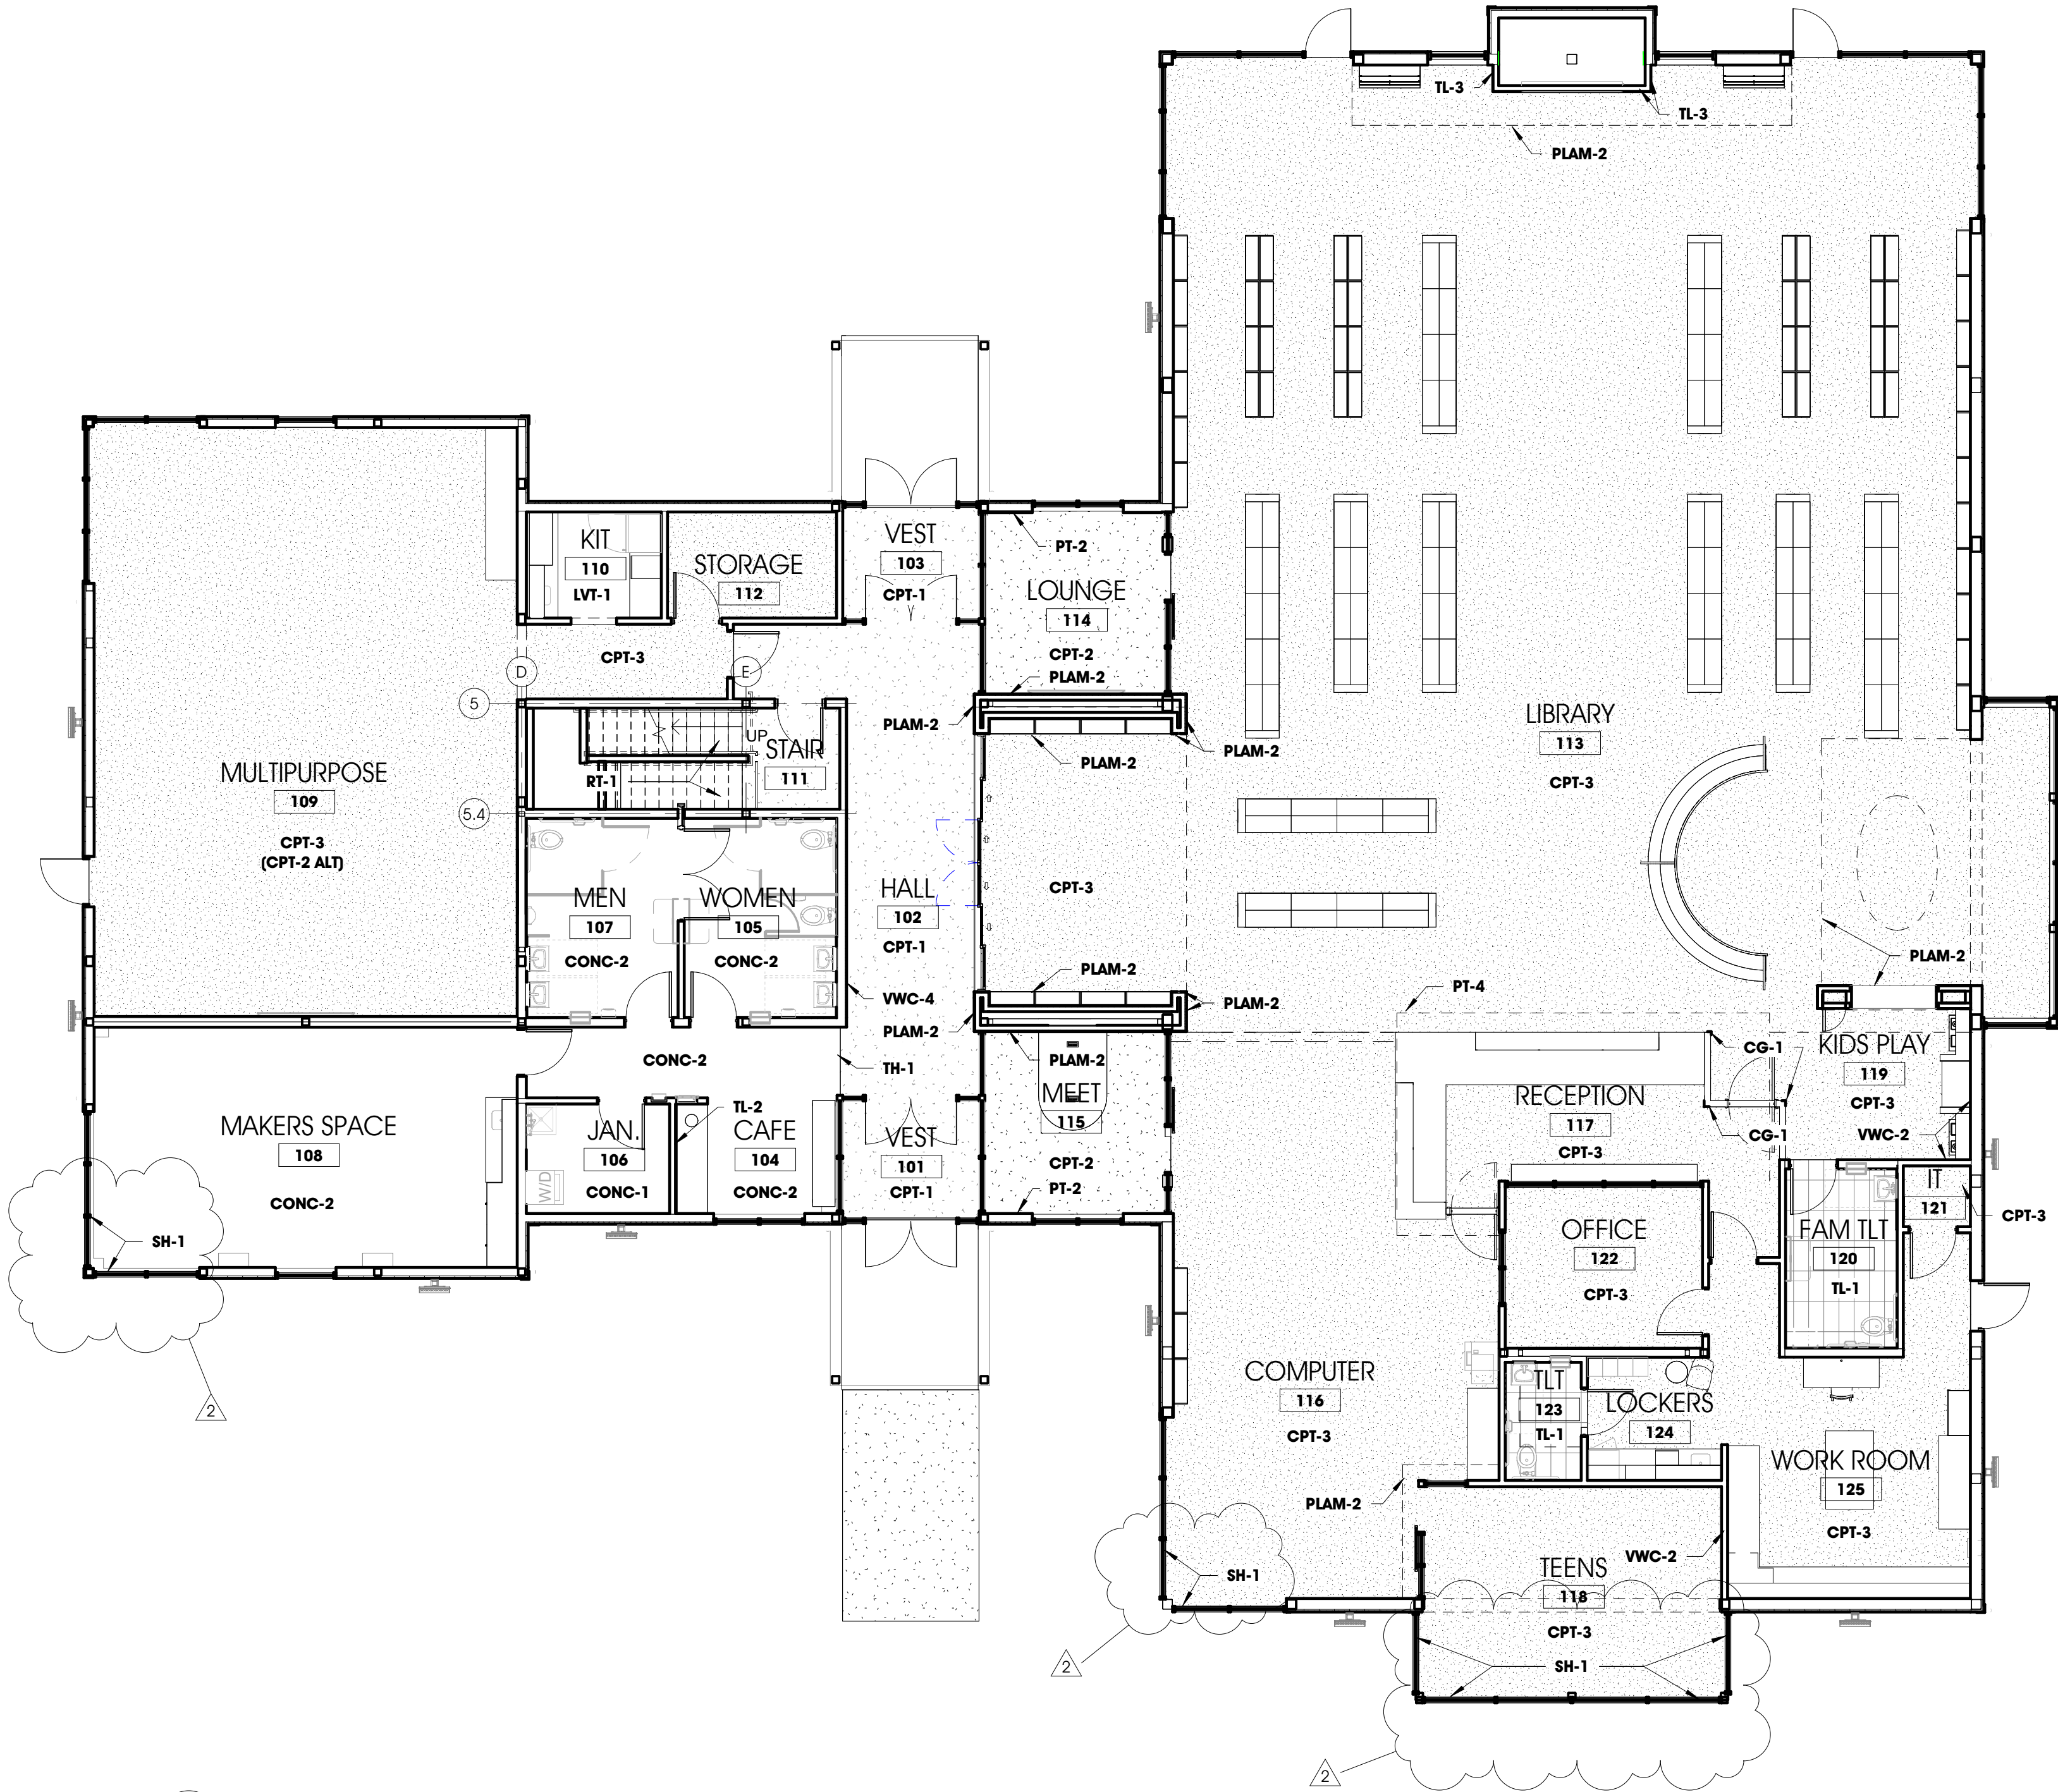 TL-3
TL-3
PLAM-2
KIT
110
LVT-1
STORAGE
112
VEST
103
CPT-1
PT-2
LOUNGE
114
CPT-2
PLAM-2
CPT-3
D
E
5
PLAM-2
PLAM-2
PLAM-2
UP
STAIR
111
RT-1
5.4
MULTIPURPOSE
109
CPT-3
(CPT-2 ALT)
LIBRARY
113
CPT-3
MEN
107
CONC-2
WOMEN
105
CONC-2
HALL
102
CPT-1
CPT-3
VWC-4
PLAM-2
PLAM-2
PLAM-2
PLAM-2
PT-4
CONC-2
TH-1
PLAM-2
MEET
115
CPT-2
PT-2
CG-1
CG-1
KIDS PLAY
119
CPT-3
VWC-2
RECEPTION
117
CPT-3
MAKERS SPACE
108
CONC-2
SH-1
2
JAN.
106
CONC-1
W/D
TL-2
CAFE
104
CONC-2
VEST
101
CPT-1
IT
121
CPT-3
OFFICE
122
CPT-3
FAM TLT
120
TL-1
COMPUTER
116
CPT-3
TLT
123
TL-1
LOCKERS
124
WORK ROOM
125
CPT-3
PLAM-2
VWC-2
TEENS
118
CPT-3
SH-1
SH-1
2
2